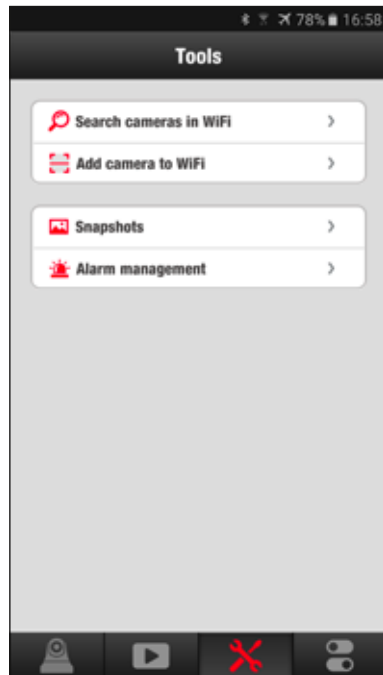 78% 16:58
Tools
Search cameras in WiFi
Add camera to WiFi
Snapshots
Alarm management